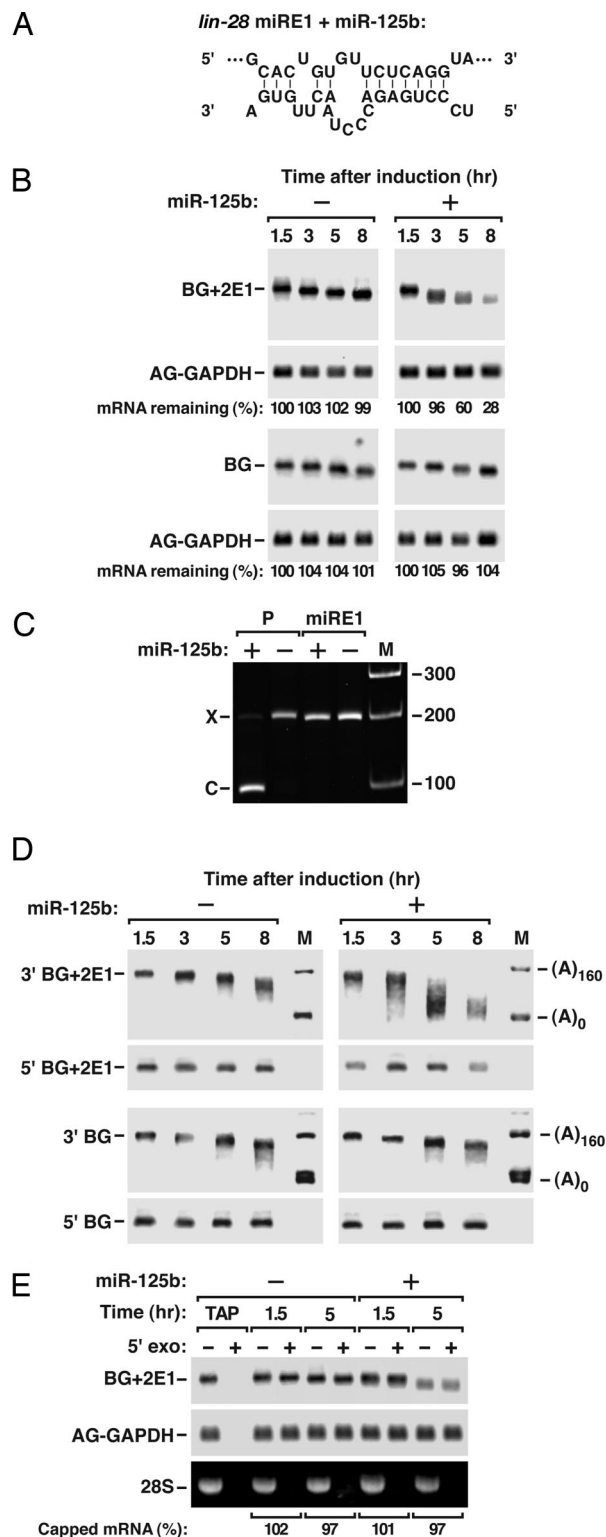 A
lin-28 miRE1 + miR-125b:
G U GU UA
5' ··· CAC GU UCUCAGG ··· 3'
GUG CA AGAGUCC
3' A UU A C CU 5'
UCC
B
Time after induction (hr)
miR-125b: − +
1.5 3 5 8 1.5 3 5 8
BG+2E1
AG-GAPDH
mRNA remaining (%): 100 103 102 99 100 96 60 28
BG
AG-GAPDH
mRNA remaining (%): 100 104 104 101 100 105 96 104
C
P miRE1
miR-125b: + − + − M
300
X 200
C 100
D
Time after induction (hr)
miR-125b: − +
1.5 3 5 8 M 1.5 3 5 8 M
3' BG+2E1 (A)160
(A)0
5' BG+2E1
3' BG (A)160
(A)0
5' BG
E
miR-125b: − +
Time (hr): TAP 1.5 5 1.5 5
5' exo: − + − + − + − + − +
BG+2E1
AG-GAPDH
28S
Capped mRNA (%): 102 97 101 97